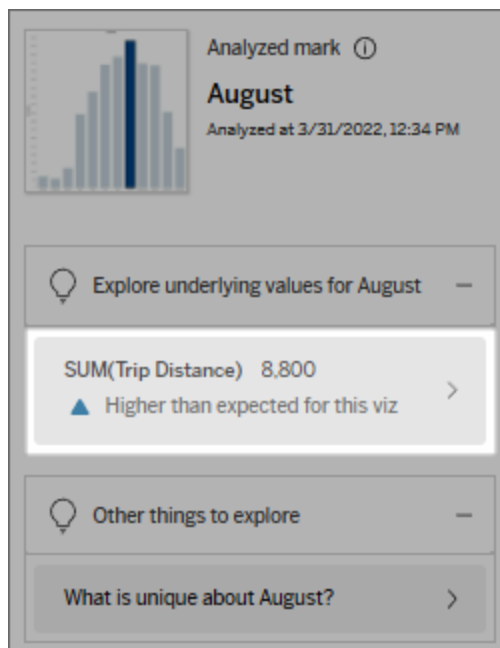 Analyzed mark
August
Analyzed at 3/31/2022, 12:34 PM
Explore underlying values for August
SUM(Trip Distance) 8,800
Higher than expected for this viz
Other things to explore
What is unique about August?